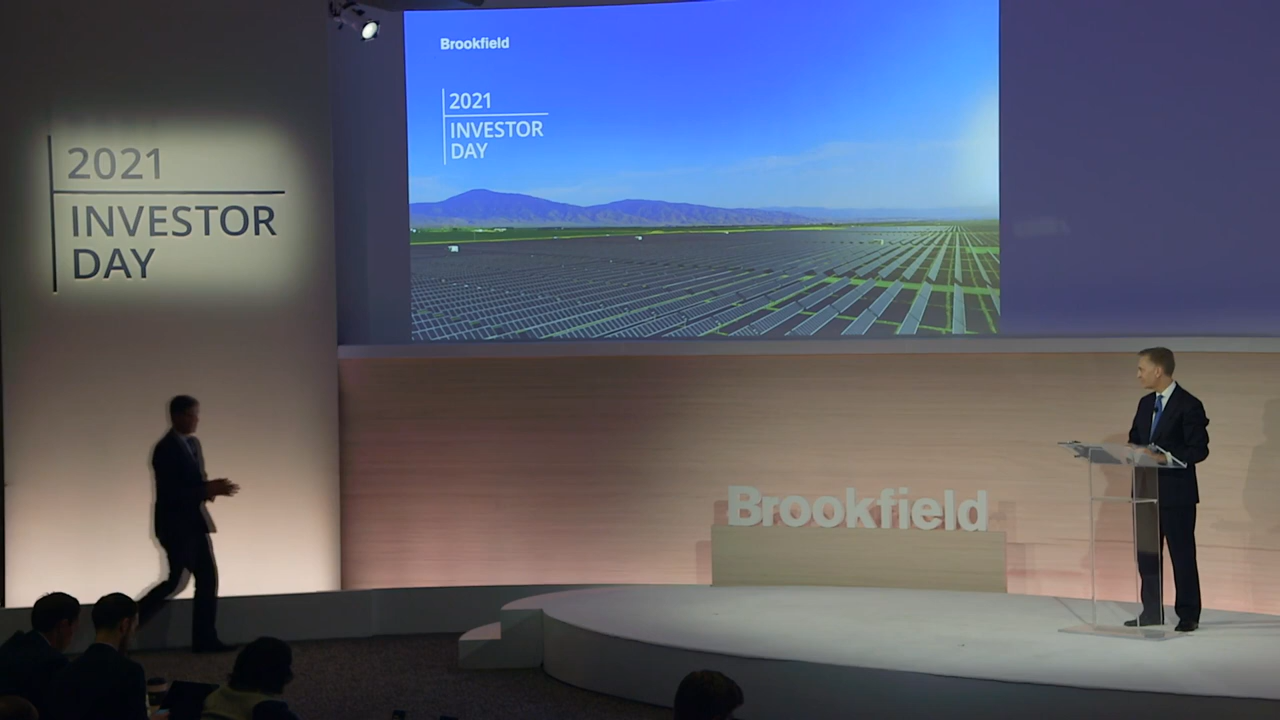 2021
INVESTOR
DAY
Brookfield
2021
INVESTOR
DAY
Brookfield